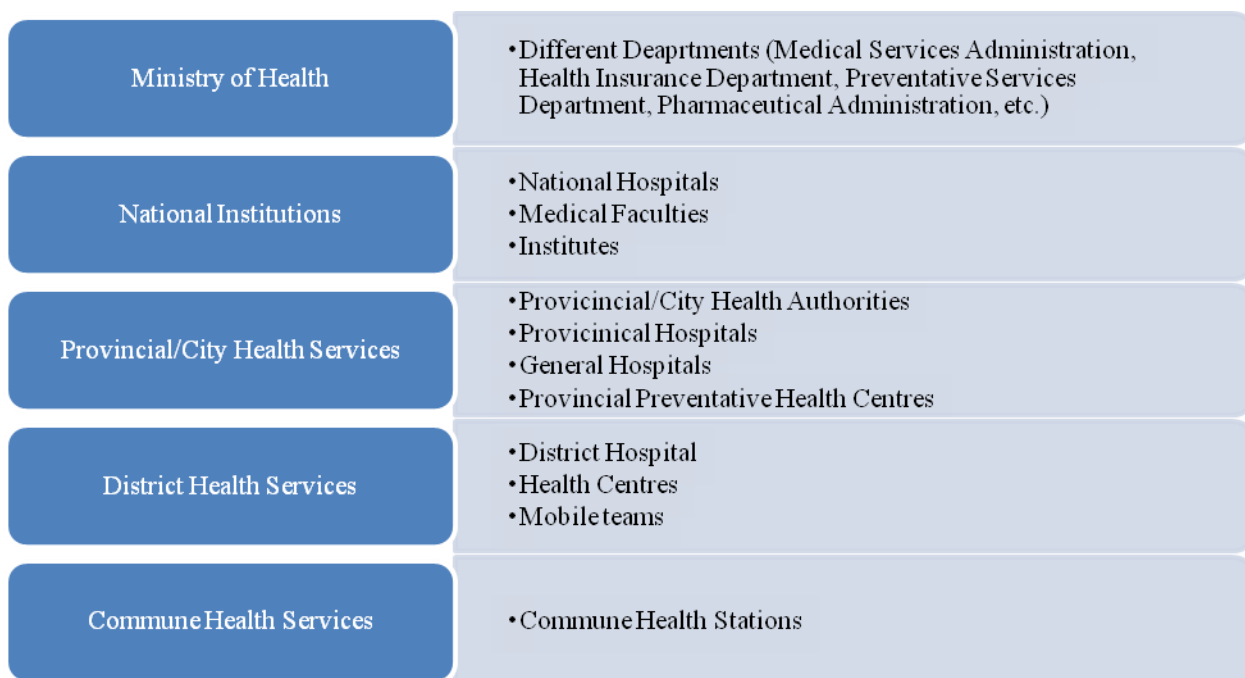 Ministry of Health
•Different Deaprtments (Medical Services Administration,
Health Insurance Department, Preventative Services
Department, Pharmaceutical Administration, etc.)
National Institutions
•National Hospitals
•Medical Faculties
•Institutes
Provincial/City Health Services
•Provicincial/City Health Authorities
•Provicinical Hospitals
•General Hospitals
•Provincial Preventative Health Centres
District Health Services
•District Hospital
•Health Centres
•Mobile teams
Commune Health Services
•Commune Health Stations